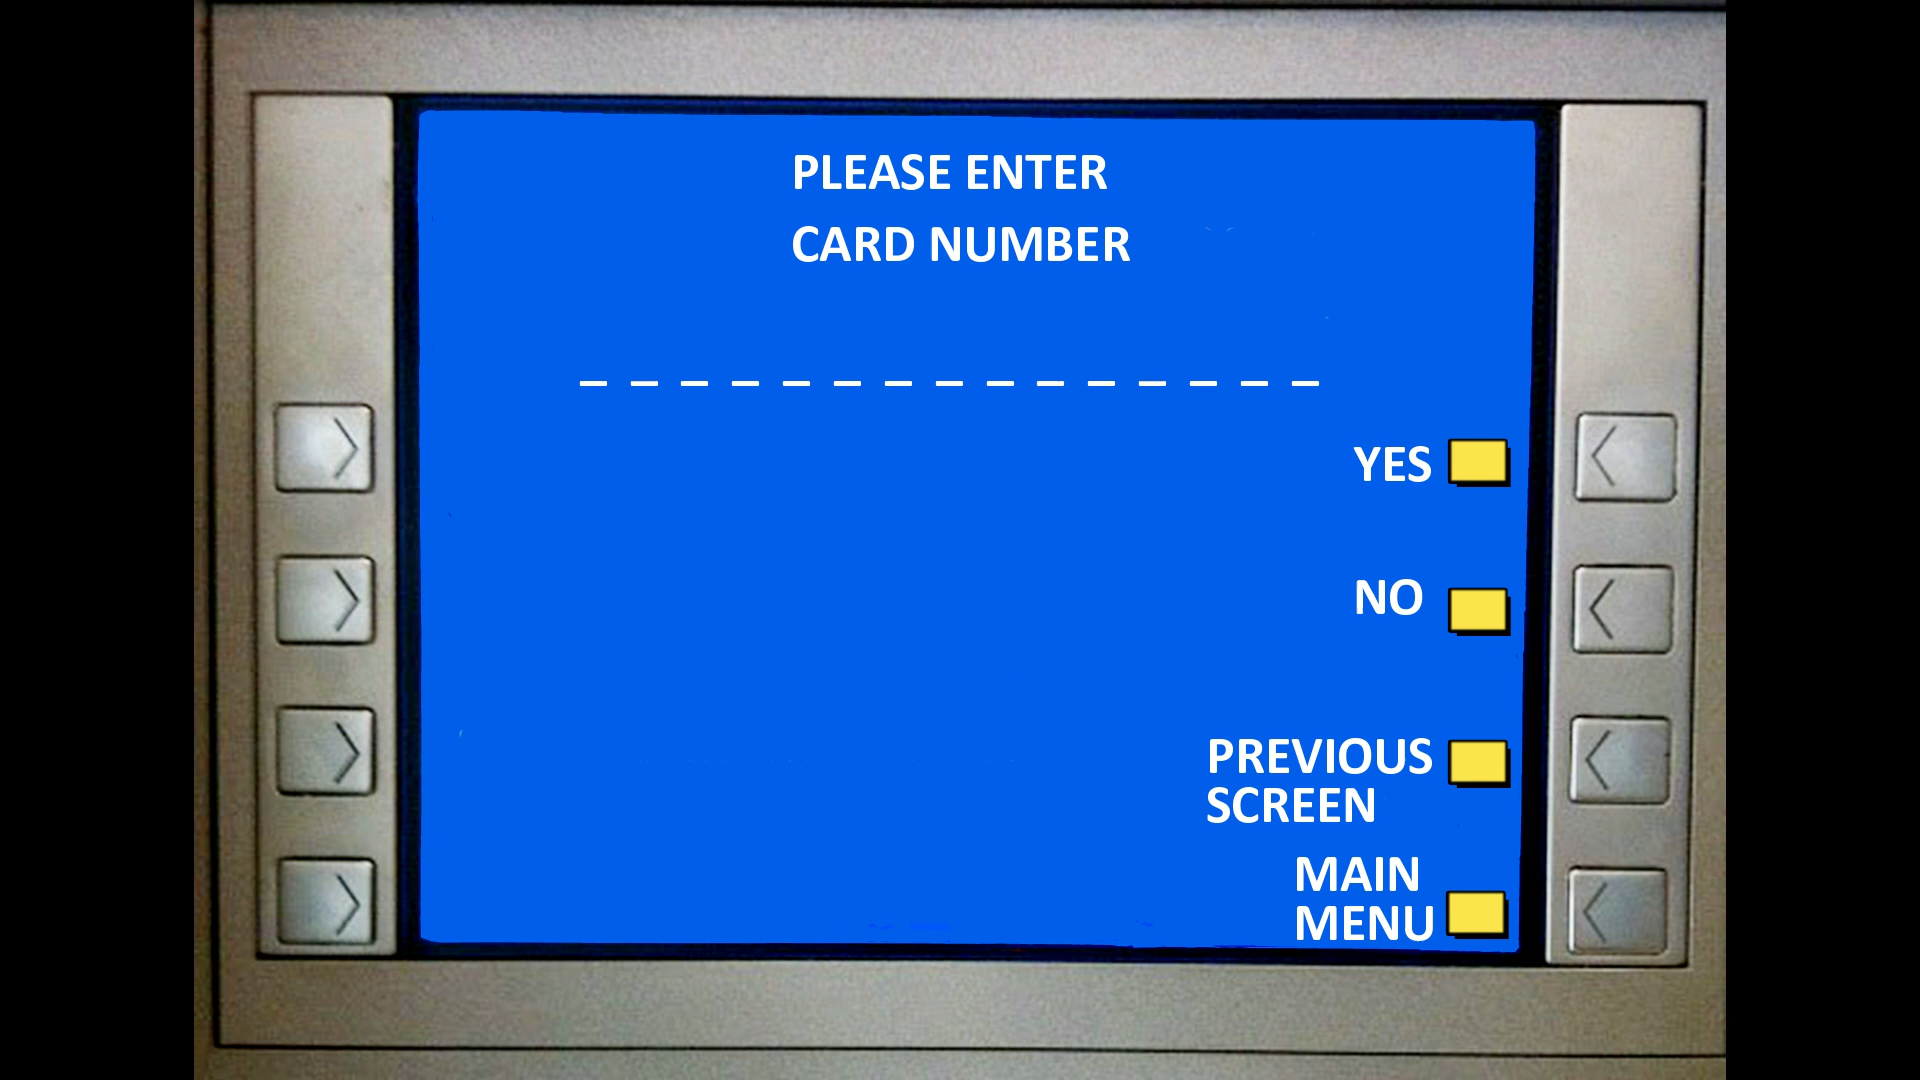 PLEASE ENTER
CARD NUMBER
_ _ _ _ _ _ _ _ _ _ _ _ _ _ _
YES
NO
PREVIOUS
SCREEN
MAIN
MENU